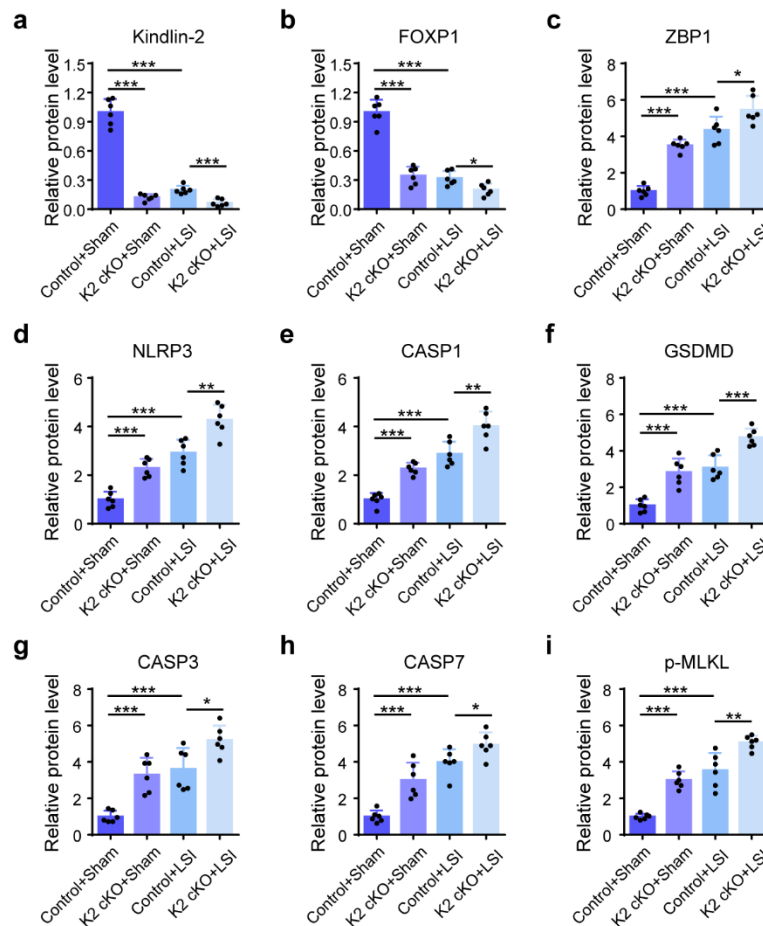 a
Kindlin-2
Relative protein level
1.5
1.2
0.9
0.6
0.3
0.0
***
***
***
Control+Sham
K2 cKO+Sham
Control+LSI
K2 cKO+LSI
b
FOXP1
Relative protein level
1.5
1.2
0.9
0.6
0.3
0.0
***
***
*
Control+Sham
K2 cKO+Sham
Control+LSI
K2 cKO+LSI
c
ZBP1
Relative protein level
8
6
4
2
0
***
***
*
Control+Sham
K2 cKO+Sham
Control+LSI
K2 cKO+LSI
d
NLRP3
Relative protein level
6
4
2
0
***
***
**
Control+Sham
K2 cKO+Sham
Control+LSI
K2 cKO+LSI
e
CASP1
Relative protein level
6
4
2
0
***
***
**
Control+Sham
K2 cKO+Sham
Control+LSI
K2 cKO+LSI
f
GSDMD
Relative protein level
8
6
4
2
0
***
***
***
Control+Sham
K2 cKO+Sham
Control+LSI
K2 cKO+LSI
g
CASP3
Relative protein level
8
6
4
2
0
***
***
*
Control+Sham
K2 cKO+Sham
Control+LSI
K2 cKO+LSI
h
CASP7
Relative protein level
8
6
4
2
0
***
***
*
Control+Sham
K2 cKO+Sham
Control+LSI
K2 cKO+LSI
i
p-MLKL
Relative protein level
8
6
4
2
0
***
***
**
Control+Sham
K2 cKO+Sham
Control+LSI
K2 cKO+LSI